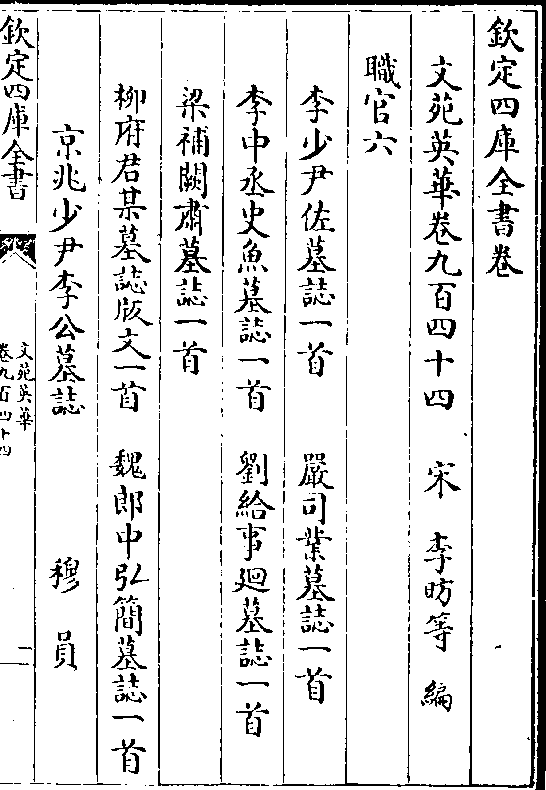 欽定四庫全書卷
文苑英華卷九百四十四 宋 李昉等 編
職官六
李少尹佐墓誌一首 嚴司業墓誌一首
李中丞史魚墓誌一首 劉給事迴墓誌一首
梁補闕肅墓誌一首
柳府君某墓誌版文一首 魏郎中弘簡墓誌一首
京兆少尹李公墓誌 穆員
欽定四庫全書
文苑英華
卷九百四十四
一